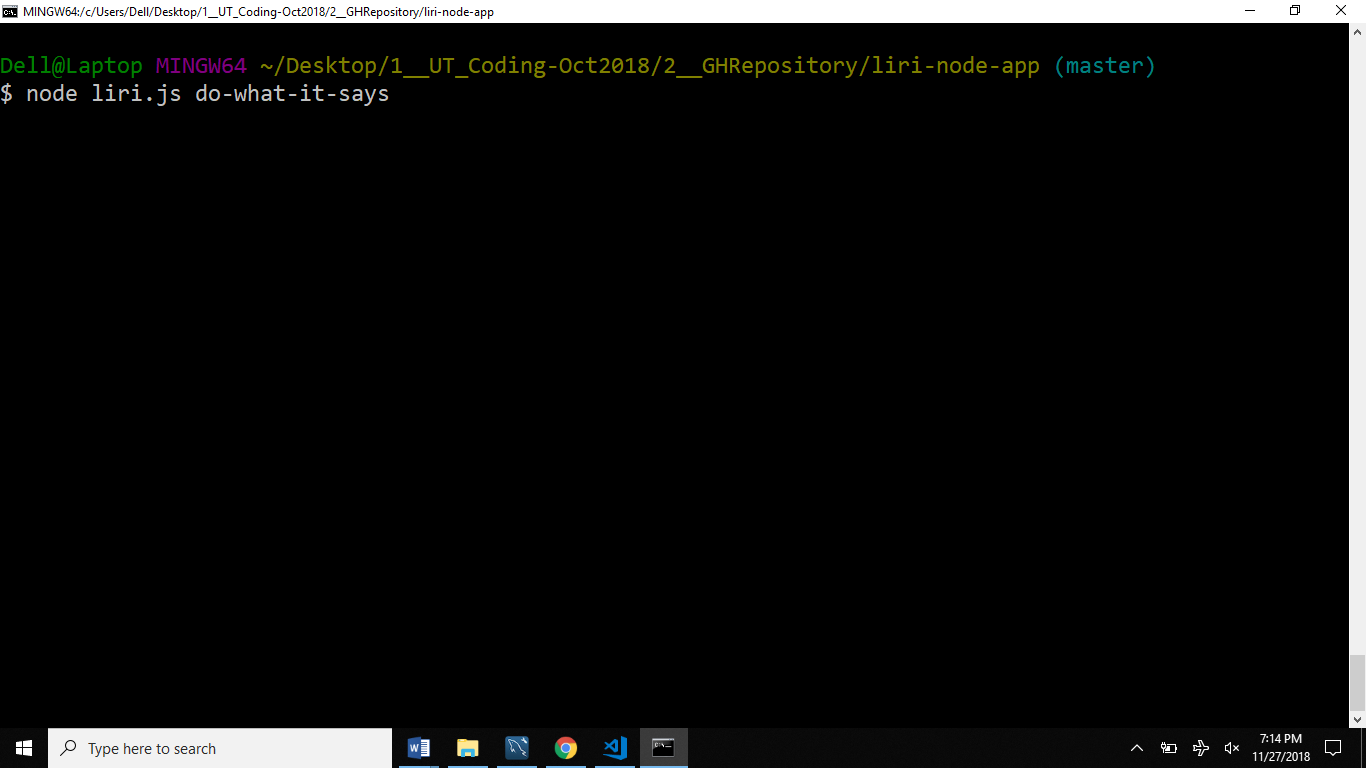 MINGW64:/c/Users/Dell/Desktop/1__UT_Coding-Oct2018/2__GHRepository/liri-node-app
Dell@Laptop MINGW64 ~/Desktop/1__UT_Coding-Oct2018/2__GHRepository/liri-node-app (master)
$ node liri.js do-what-it-says
Type here to search
7:14 PM
11/27/2018